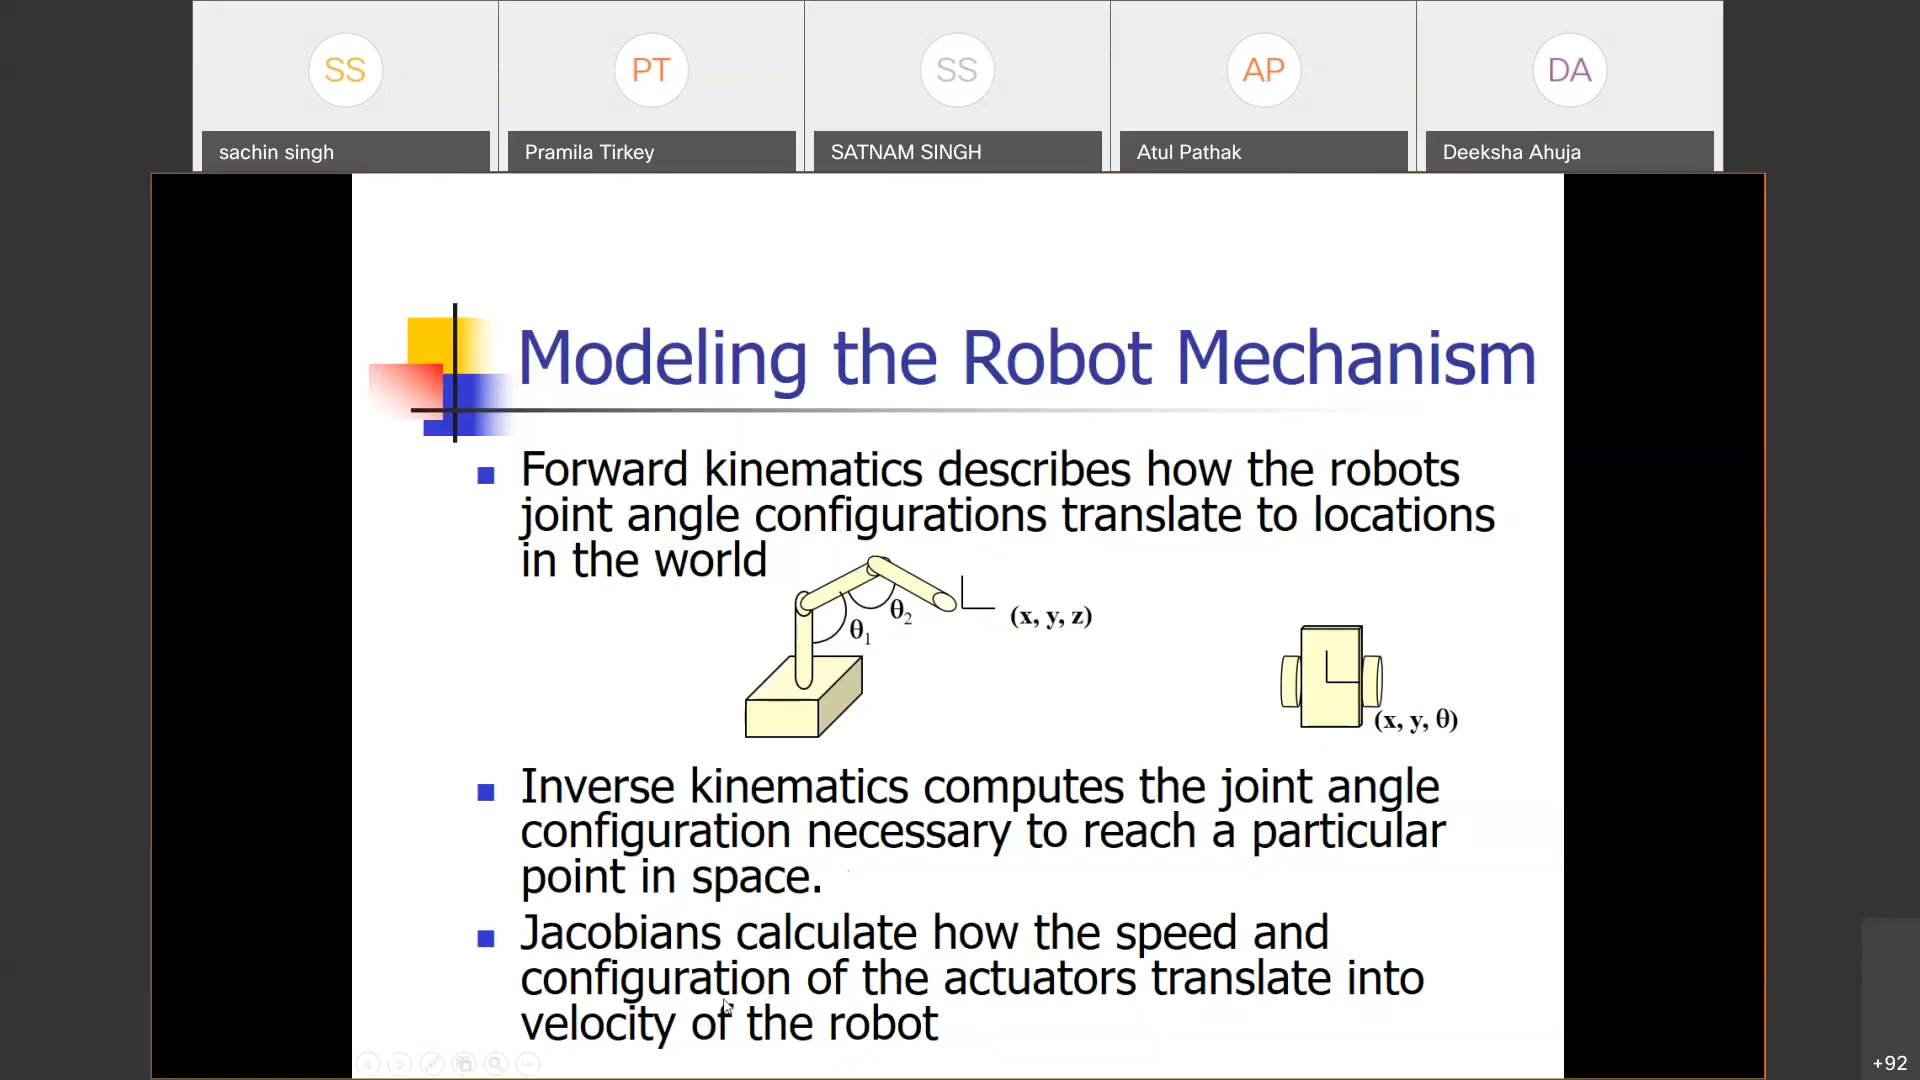 SS
PT
SS
AP
DA
sachin singh
Pramila Tirkey
SATNAM SINGH
Atul Pathak
Deeksha Ahuja
Modeling the Robot Mechanism
Forward kinematics describes how the robots
joint angle configurations translate to locations
in the world
θ2
θ1
(x, y, z)
(x, y, θ)
Inverse kinematics computes the joint angle
configuration necessary to reach a particular
point in space.
Jacobians calculate how the speed and
configuration of the actuators translate into
velocity of the robot
+92